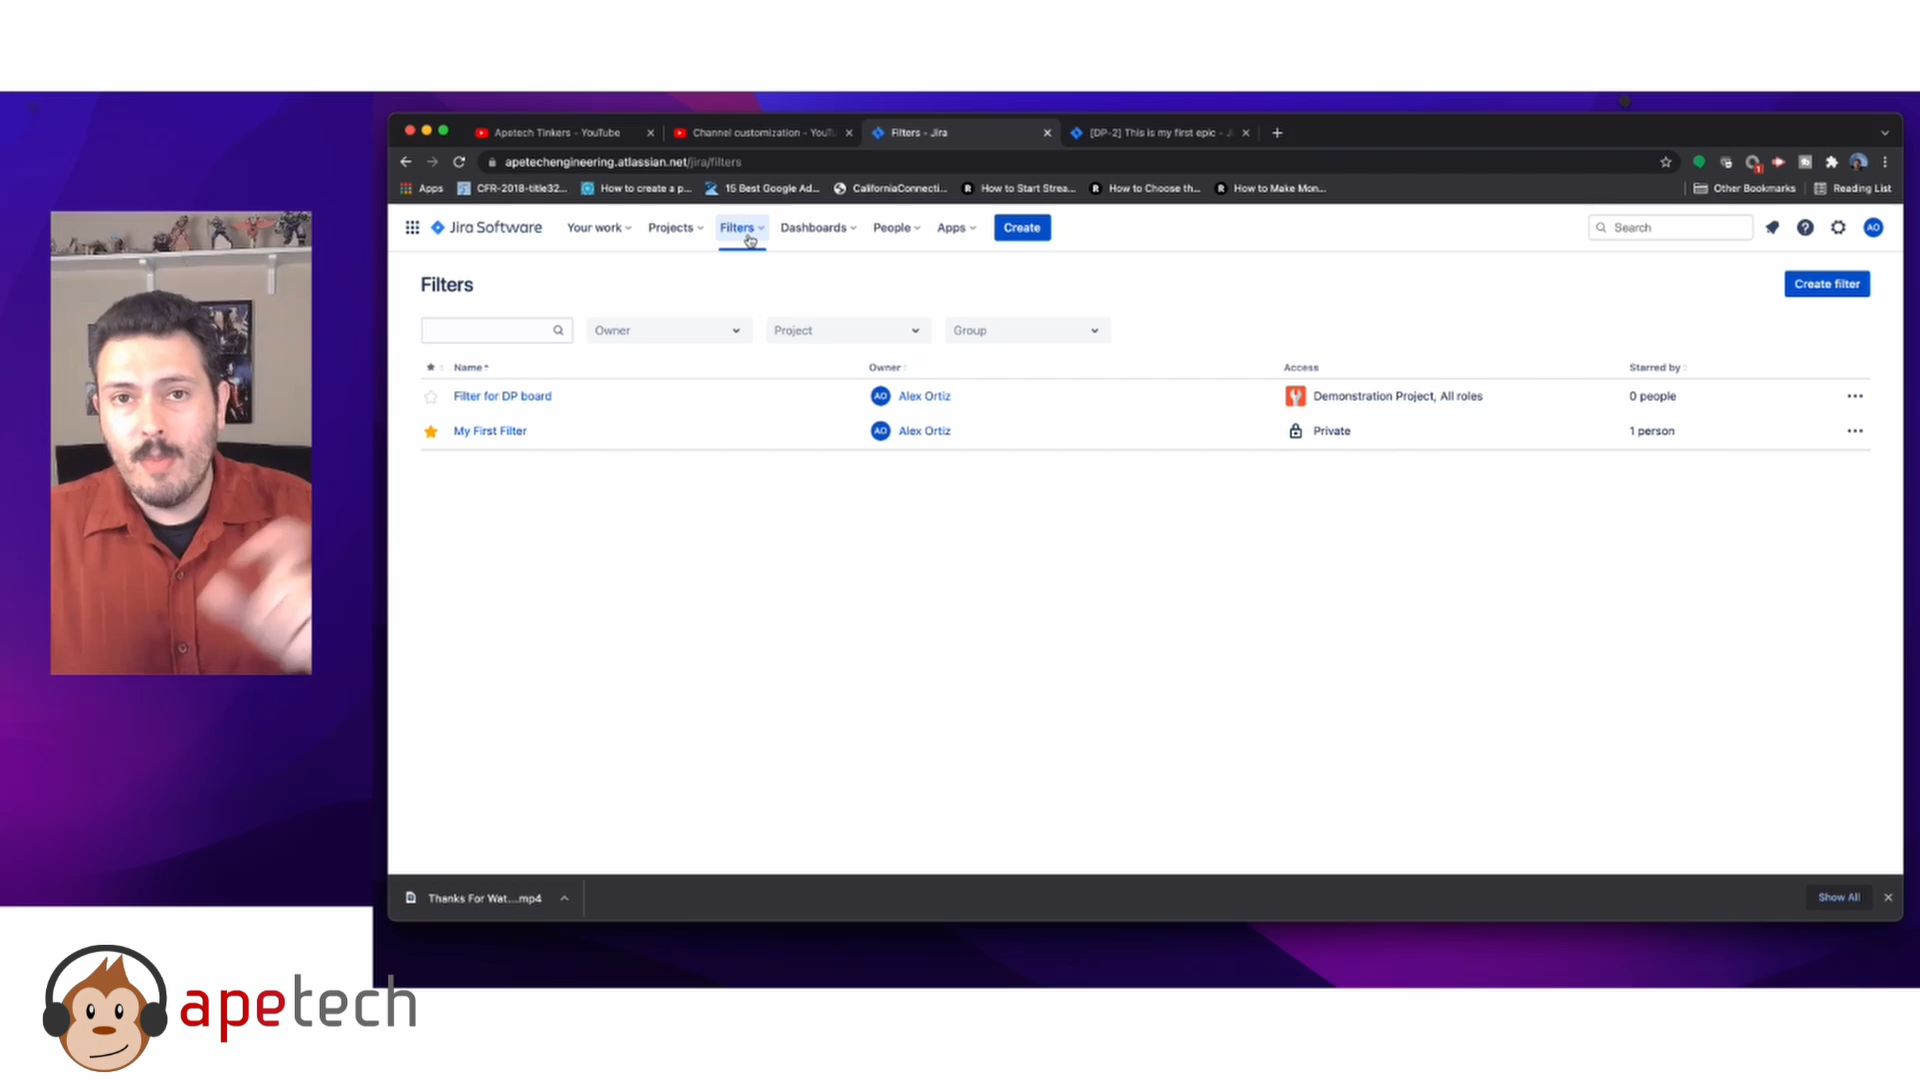 Apetech Tinkers - YouTube
Channel customization - YouTu
Filters - Jira
[DP-2] This is my first epic - Ji
apetechengineering.atlassian.net/jira/filters
Apps
CFR-2018-title32...
How to create a p...
15 Best Google Ad...
CaliforniaConnecti...
How to Start Strea...
How to Choose th...
How to Make Mon...
Other Bookmarks
Reading List
Jira Software
Your work
Projects
Filters
Dashboards
People
Apps
Create
Search
AO
Filters
Create filter
Owner
Project
Group
Name
Owner
Access
Starred by
Filter for DP board
AO
Alex Ortiz
Demonstration Project, All roles
0 people
My First Filter
AO
Alex Ortiz
Private
1 person
Thanks For Wat....mp4
Show All
apetech